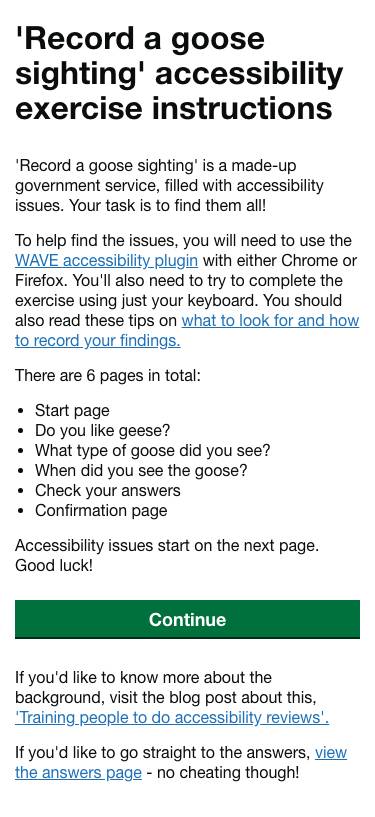 'Record a goose
sighting' accessibility
exercise instructions
'Record a goose sighting' is a made-up
government service, filled with accessibility
issues. Your task is to find them all!
To help find the issues, you will need to use the
WAVE accessibility plugin with either Chrome or
Firefox. You'll also need to try to complete the
exercise using just your keyboard. You should
also read these tips on what to look for and how
to record your findings.
There are 6 pages in total:
• Start page
• Do you like geese?
• What type of goose did you see?
• When did you see the goose?
• Check your answers
• Confirmation page
Accessibility issues start on the next page.
Good luck!
Continue
If you'd like to know more about the
background, visit the blog post about this,
'Training people to do accessibility reviews'.
If you'd like to go straight to the answers, view
the answers page - no cheating though!